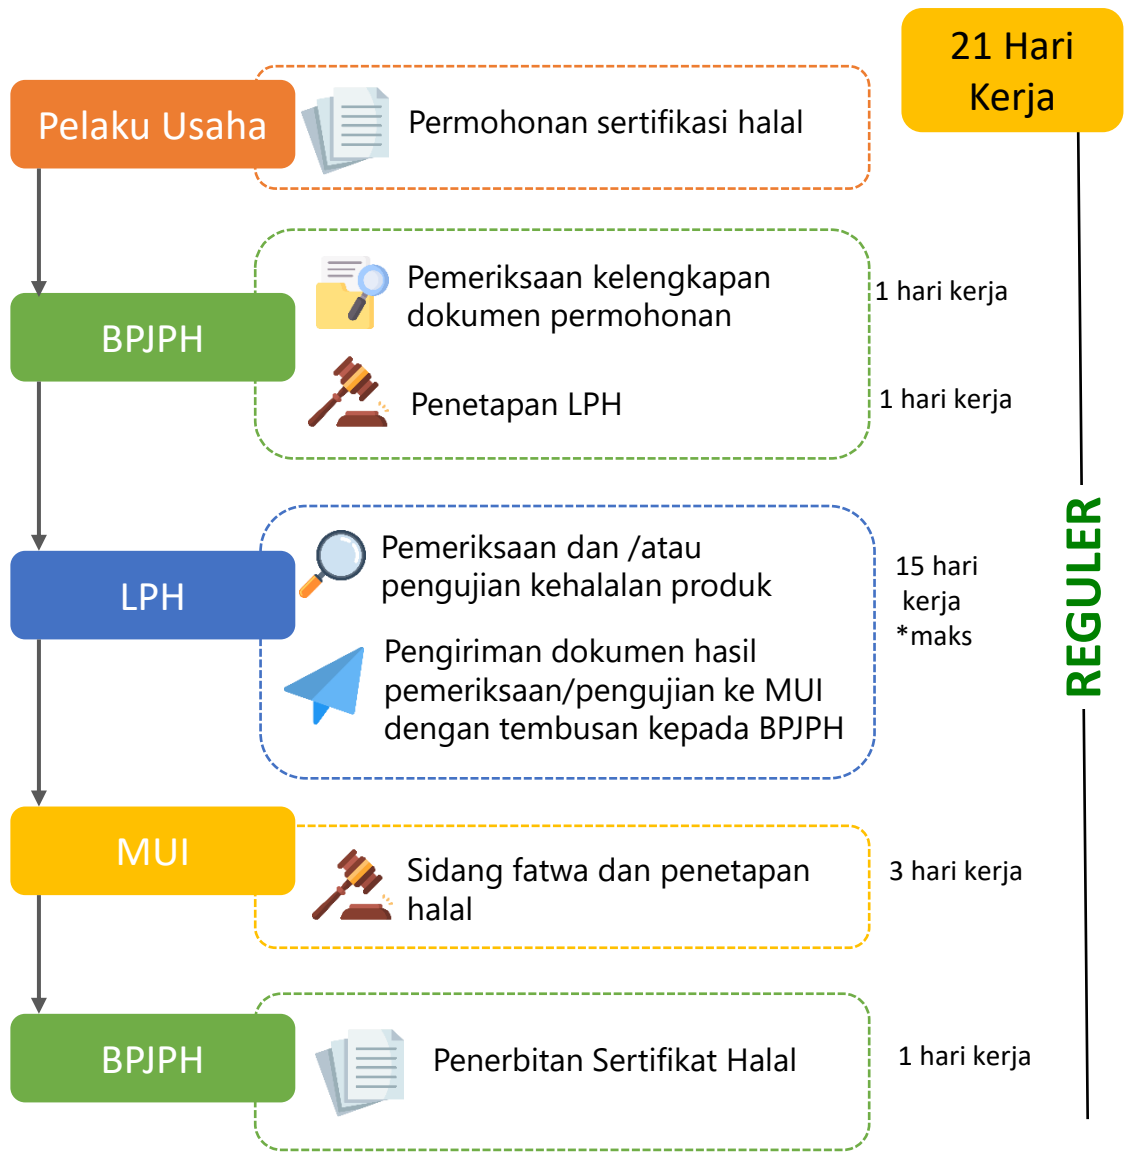 21 Hari
Kerja
Pelaku Usaha
Permohonan sertifikasi halal
BPJPH
Pemeriksaan kelengkapan
dokumen permohonan
1 hari kerja
Penetapan LPH
1 hari kerja
LPH
Pemeriksaan dan /atau
pengujian kehalalan produk
Pengiriman dokumen hasil
pemeriksaan/pengujian ke MUI
dengan tembusan kepada BPJPH
15 hari
kerja
*maks
REGULER
MUI
Sidang fatwa dan penetapan
halal
3 hari kerja
BPJPH
Penerbitan Sertifikat Halal
1 hari kerja